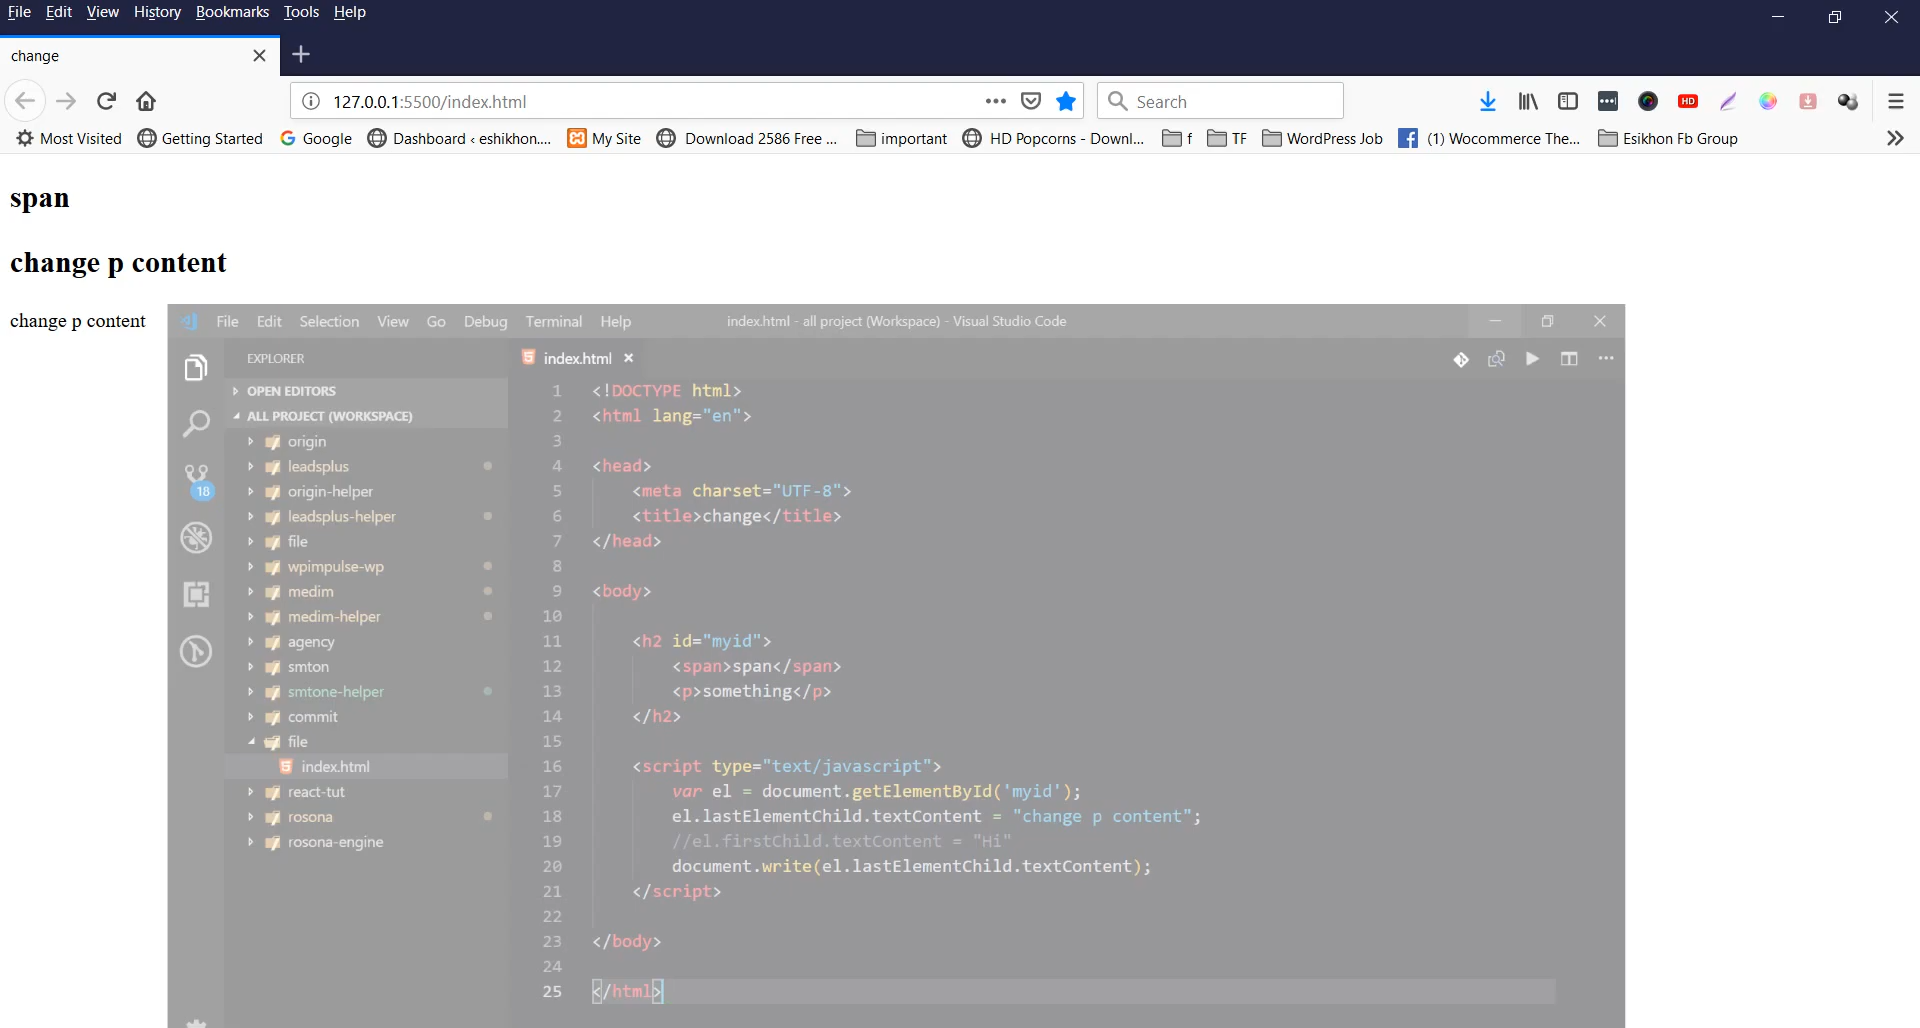 File Edit View History Bookmarks Tools Help
change
127.0.0.1:5500/index.html
Search
Most Visited Getting Started Google Dashboard ‹ eshikhon.... My Site Download 2586 Free ... important HD Popcorns - Downl... f TF WordPress Job (1) Wocommerce The... Esikhon Fb Group
HD
span
change p content
change p content
File Edit Selection View Go Debug Terminal Help
index.html - all project (Workspace) - Visual Studio Code
EXPLORER
OPEN EDITORS
ALL PROJECT (WORKSPACE)
origin
leadsplus
origin-helper
leadsplus-helper
file
wpimpulse-wp
medim
medim-helper
agency
smton
smtone-helper
commit
file
index.html
react-tut
rosona
rosona-engine
18
index.html
1 <!DOCTYPE html>
2 <html lang="en">
3
4 <head>
5 <meta charset="UTF-8">
6 <title>change</title>
7 </head>
8
9 <body>
10
11 <h2 id="myid">
12 <span>span</span>
13 <p>something</p>
14 </h2>
15
16 <script type="text/javascript">
17 var el = document.getElementById('myid');
18 el.lastElementChild.textContent = "change p content";
19 //el.firstChild.textContent = "Hi"
20 document.write(el.lastElementChild.textContent);
21 </script>
22
23 </body>
24
25 </html>